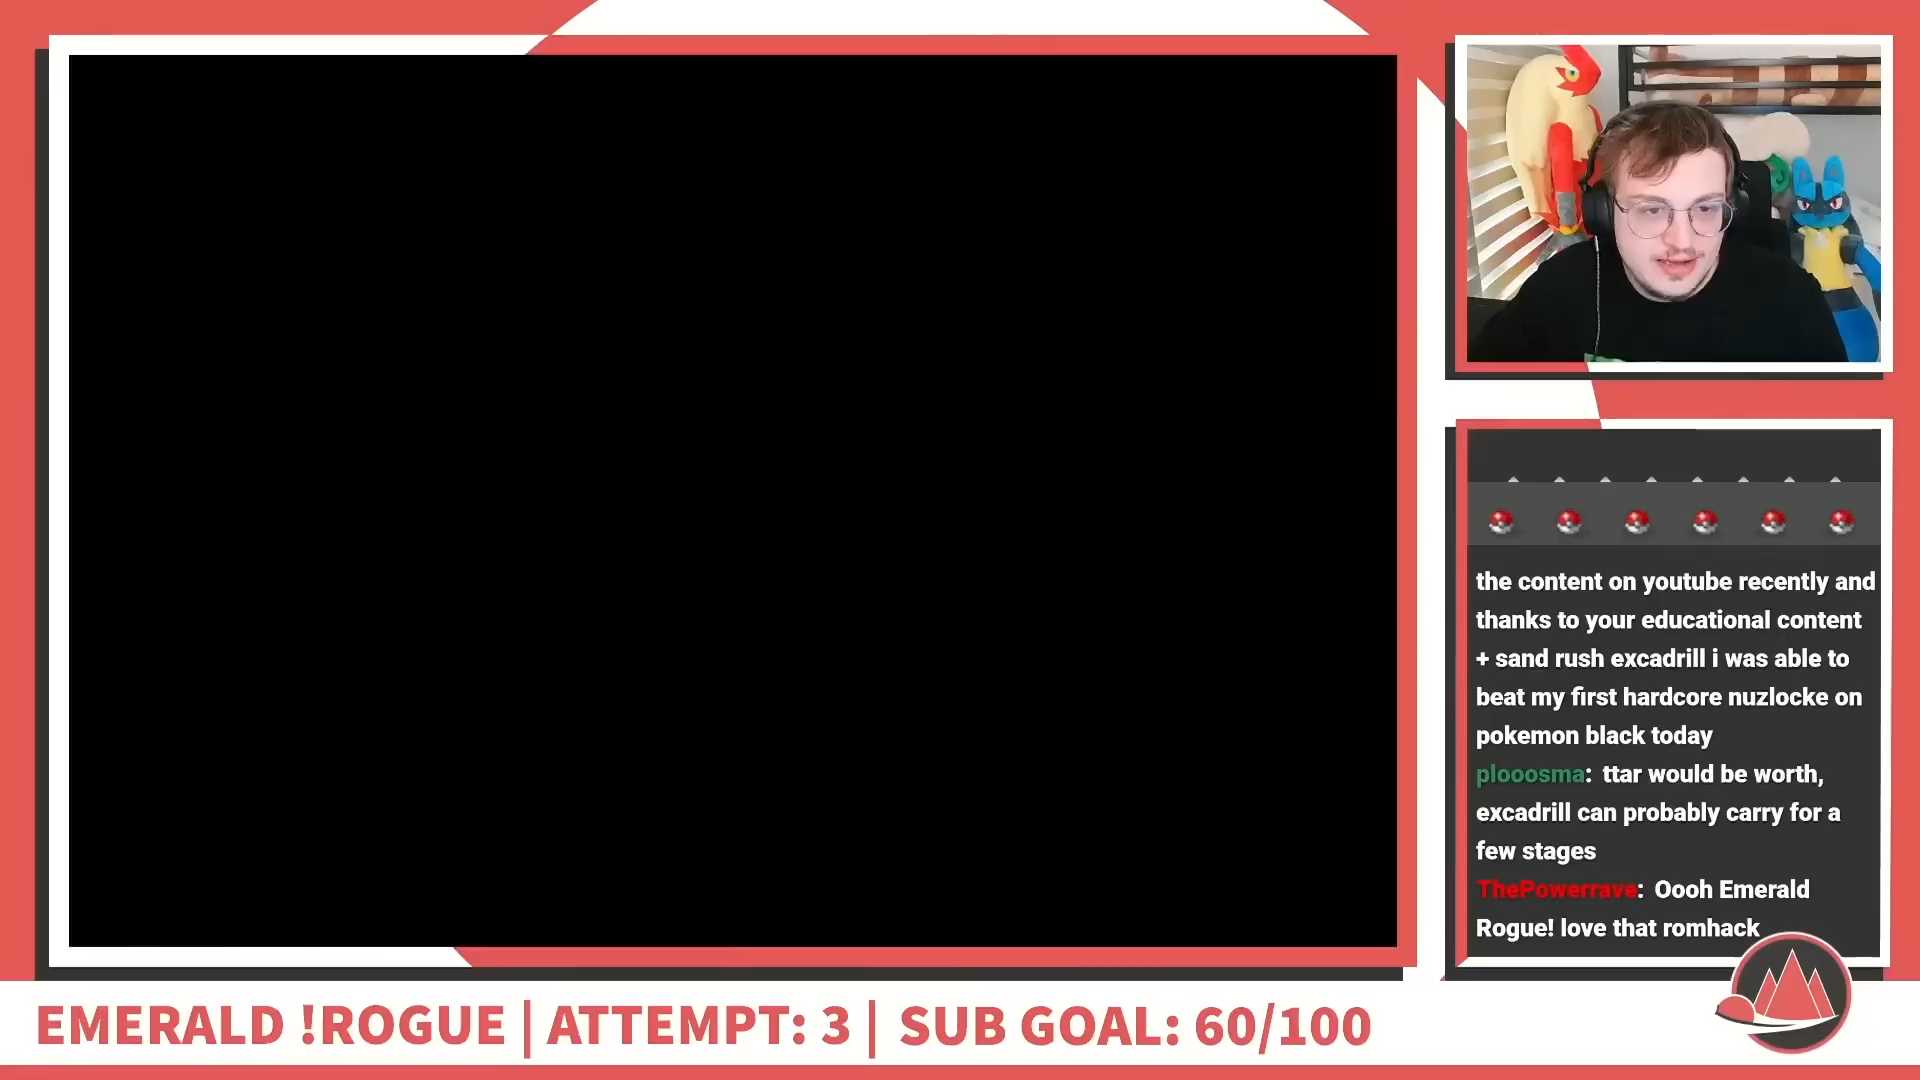 the content on youtube recently and
thanks to your educational content
+ sand rush excadrill i was able to
beat my first hardcore nuzlocke on
pokemon black today
plooosma: ttar would be worth,
excadrill can probably carry for a
few stages
ThePowerrave: Oooh Emerald
Rogue! love that romhack
EMERALD !ROGUE | ATTEMPT: 3 | SUB GOAL: 60/100